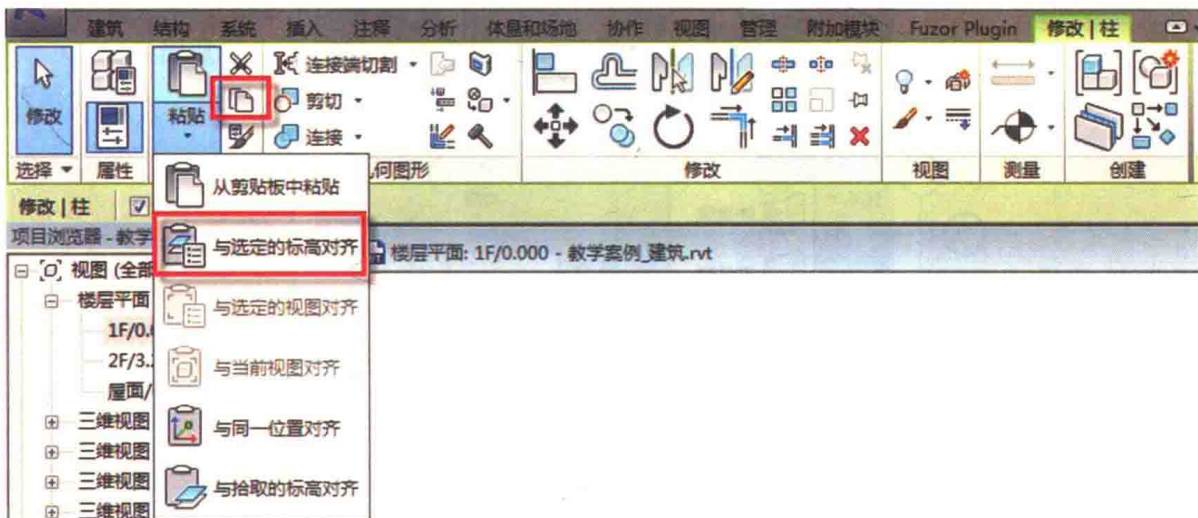 建筑 结构 系统 插入 注释 分析 体量和场地 协作 视图 管理 附加模块 Fuzor Plugin 修改 | 柱
连接端切割
剪切
修改 粘贴
连接
选择 属性 何图形 修改 视图 测量 创建
从剪贴板中粘贴
修改 | 柱
项目浏览器 - 教学
与选定的标高对齐
楼层平面: 1F/0.000 - 教学案例_建筑.rvt
视图 (全部
楼层平面
与选定的视图对齐
1F/0.
2F/3.
与当前视图对齐
屋面/
三维视图
与同一位置对齐
三维视图
三维视图
与拾取的标高对齐
三维视图